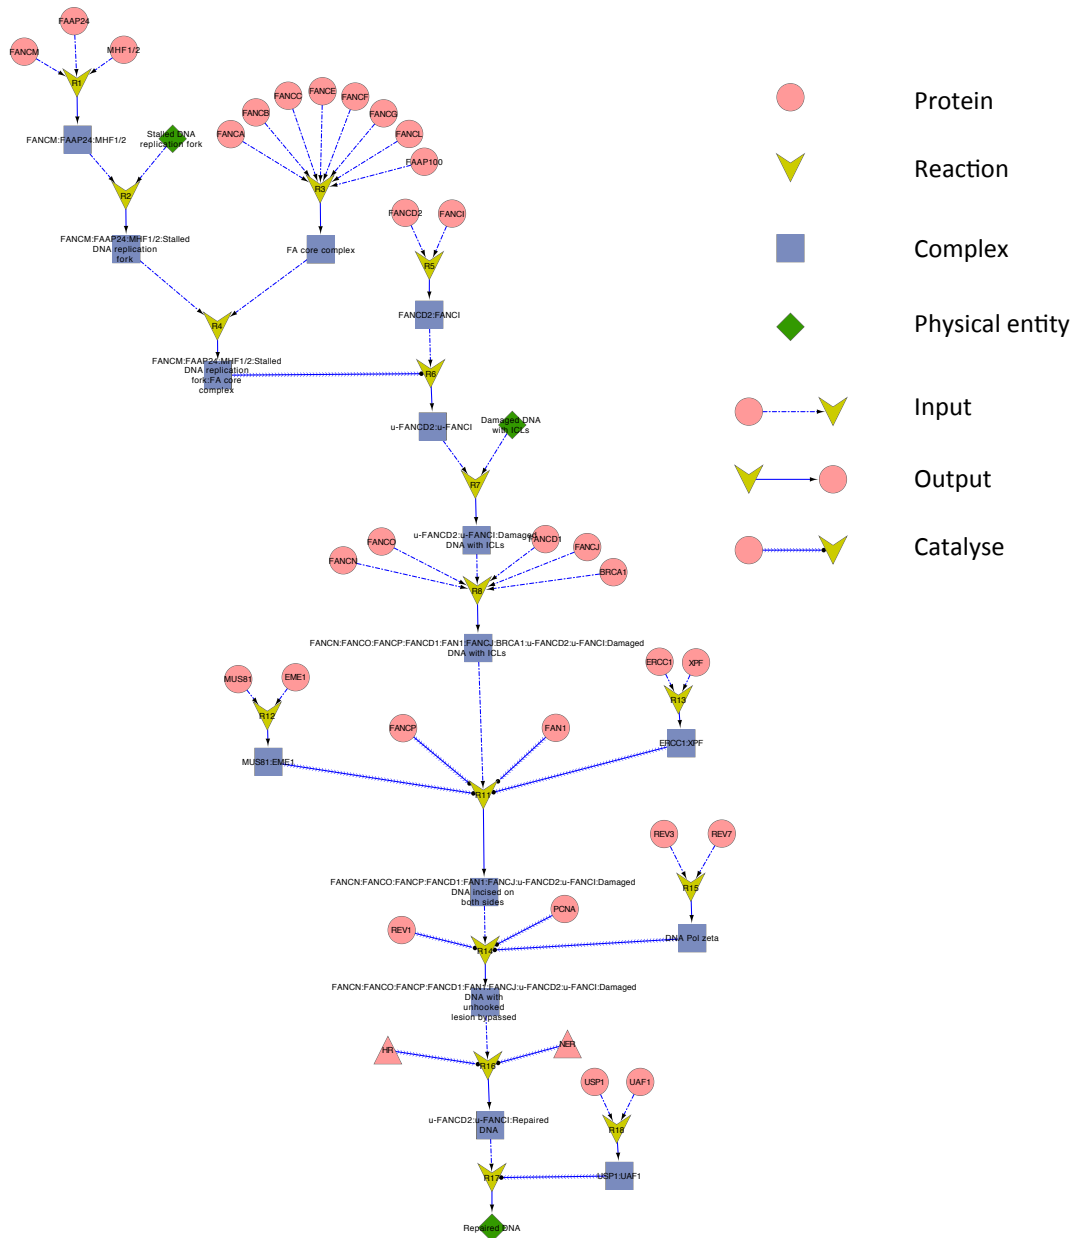 FAAP24
FANCM
MHF1/2
R1
FANCM:FAAP24:MHF1/2
Stalled DNA
replication fork
R2
FANCM:FAAP24:MHF1/2:Stalled
DNA replication
fork
FANCA
FANCB
FANCC
FANCE
FANCF
FANCG
FANCL
FAAP100
R3
FA core complex
R4
FANCM:FAAP24:MHF1/2:Stalled
DNA replication
fork:FA core
complex
FANCD2
FANCI
R5
FANCD2:FANCI
R6
u-FANCD2:u-FANCI
Damaged DNA
with ICLs
R7
u-FANCD2:u-FANCI:Damaged
DNA with ICLs
FANCN
FANCO
FANCD1
FANCJ
BRCA1
R8
FANCN:FANCO:FANCP:FANCD1:FAN1:FANCJ:BRCA1:u-FANCD2:u-FANCI:Damaged
DNA with ICLs
MUS81
EME1
R12
MUS81:EME1
FANCP
FAN1
ERCC1
XPF
R13
ERCC1:XPF
R11
FANCN:FANCO:FANCP:FANCD1:FAN1:FANCJ:u-FANCD2:u-FANCI:Damaged
DNA incised on
both sides
REV3
REV7
R15
DNA Pol zeta
REV1
PCNA
R14
FANCN:FANCO:FANCP:FANCD1:FAN1:FANCJ:u-FANCD2:u-FANCI:Damaged
DNA with
unhooked
lesion bypassed
HR
NER
R16
u-FANCD2:u-FANCI:Repaired
DNA
USP1
UAF1
R18
USP1:UAF1
R17
Repaired DNA
Protein
Reaction
Complex
Physical entity
Input
Output
Catalyse